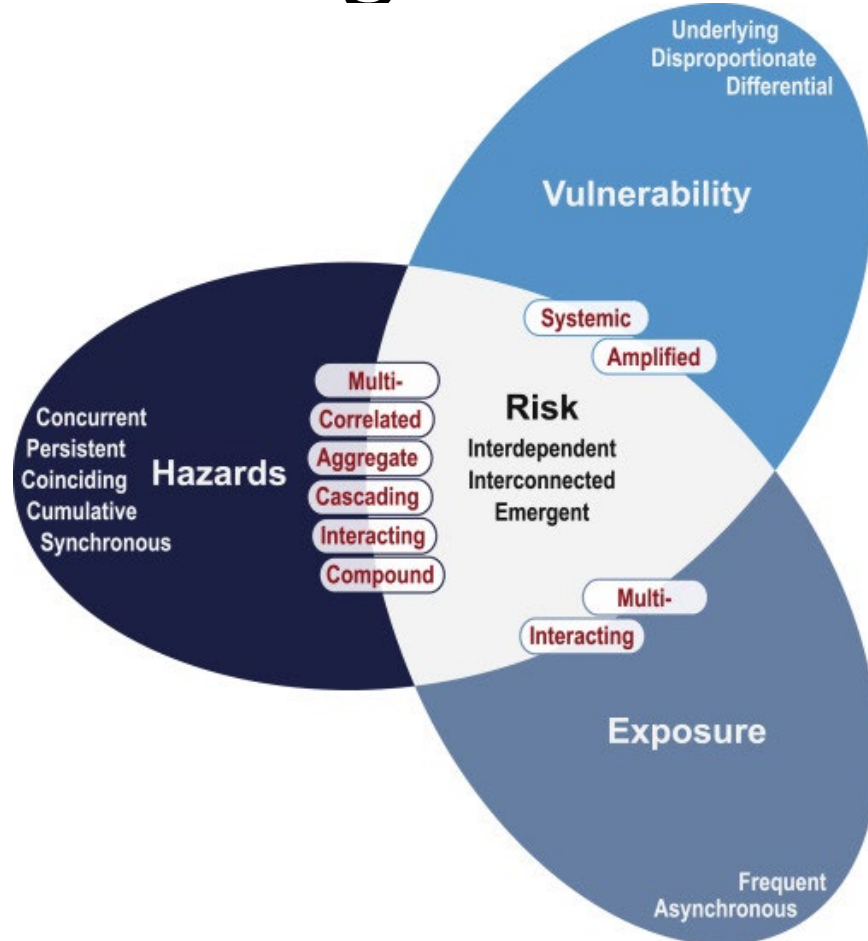 Underlying
Disproportionate
Differential
Vulnerability
Systemic
Amplified
Multi-
Correlated
Aggregate
Cascading
Interacting
Compound
Concurrent
Persistent
Coinciding
Cumulative
Synchronous
Hazards
Risk
Interdependent
Interconnected
Emergent
Multi-
Interacting
Exposure
Frequent
Asynchronous